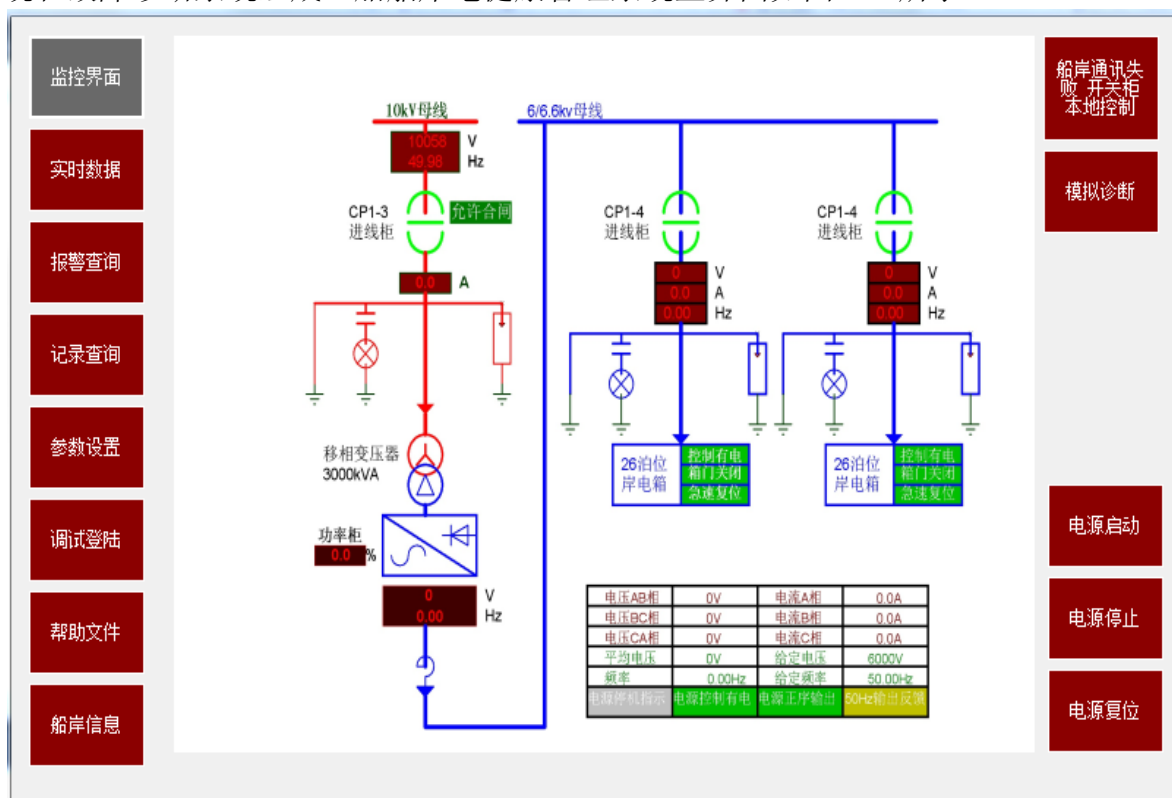 监控界面
实时数据
报警查询
记录查询
参数设置
调试登陆
帮助文件
船岸信息
10kV母线
10058 V
49.98 Hz
CP1-3
进线柜
允许合闸
0.0 A
移相变压器
3000kVA
功率柜
0.0 %
0 V
0.00 Hz
6/6.6kv母线
CP1-4
进线柜
0 V
0.0 A
0.00 Hz
26泊位
岸电箱
控制有电
箱门关闭
急速复位
CP1-4
进线柜
0 V
0.0 A
0.00 Hz
26泊位
岸电箱
控制有电
箱门关闭
急速复位
电压AB相 0V 电流A相 0.0A
电压BC相 0V 电流B相 0.0A
电压CA相 0V 电流C相 0.0A
平均电压 0V 给定电压 6000V
频率 0.00Hz 给定频率 50.00Hz
电源停机指示 电源控制有电 电源正序输出 50Hz输出反馈
船岸通讯失
败 开关柜
本地控制
模拟诊断
电源启动
电源停止
电源复位